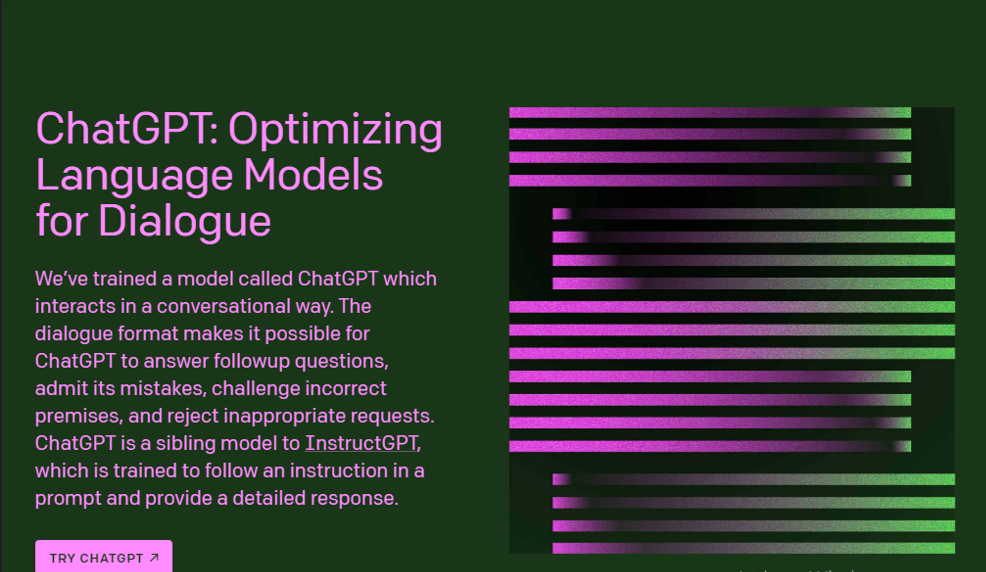 ChatGPT: Optimizing
Language Models
for Dialogue
We’ve trained a model called ChatGPT which
interacts in a conversational way. The
dialogue format makes it possible for
ChatGPT to answer followup questions,
admit its mistakes, challenge incorrect
premises, and reject inappropriate requests.
ChatGPT is a sibling model to InstructGPT,
which is trained to follow an instruction in a
prompt and provide a detailed response.
TRY CHATGPT ↗